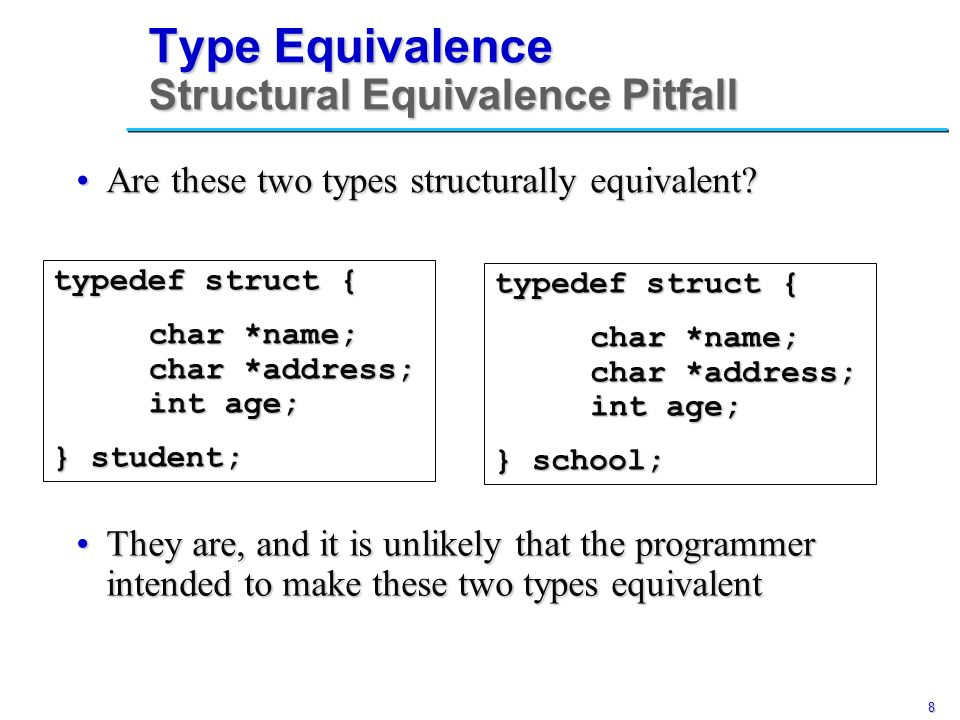 Type Equivalence
Structural Equivalence Pitfall
• Are these two types structurally equivalent?
typedef struct {
char *name;
char *address;
int age;
} student;
typedef struct {
char *name;
char *address;
int age;
} school;
• They are, and it is unlikely that the programmer
intended to make these two types equivalent
8